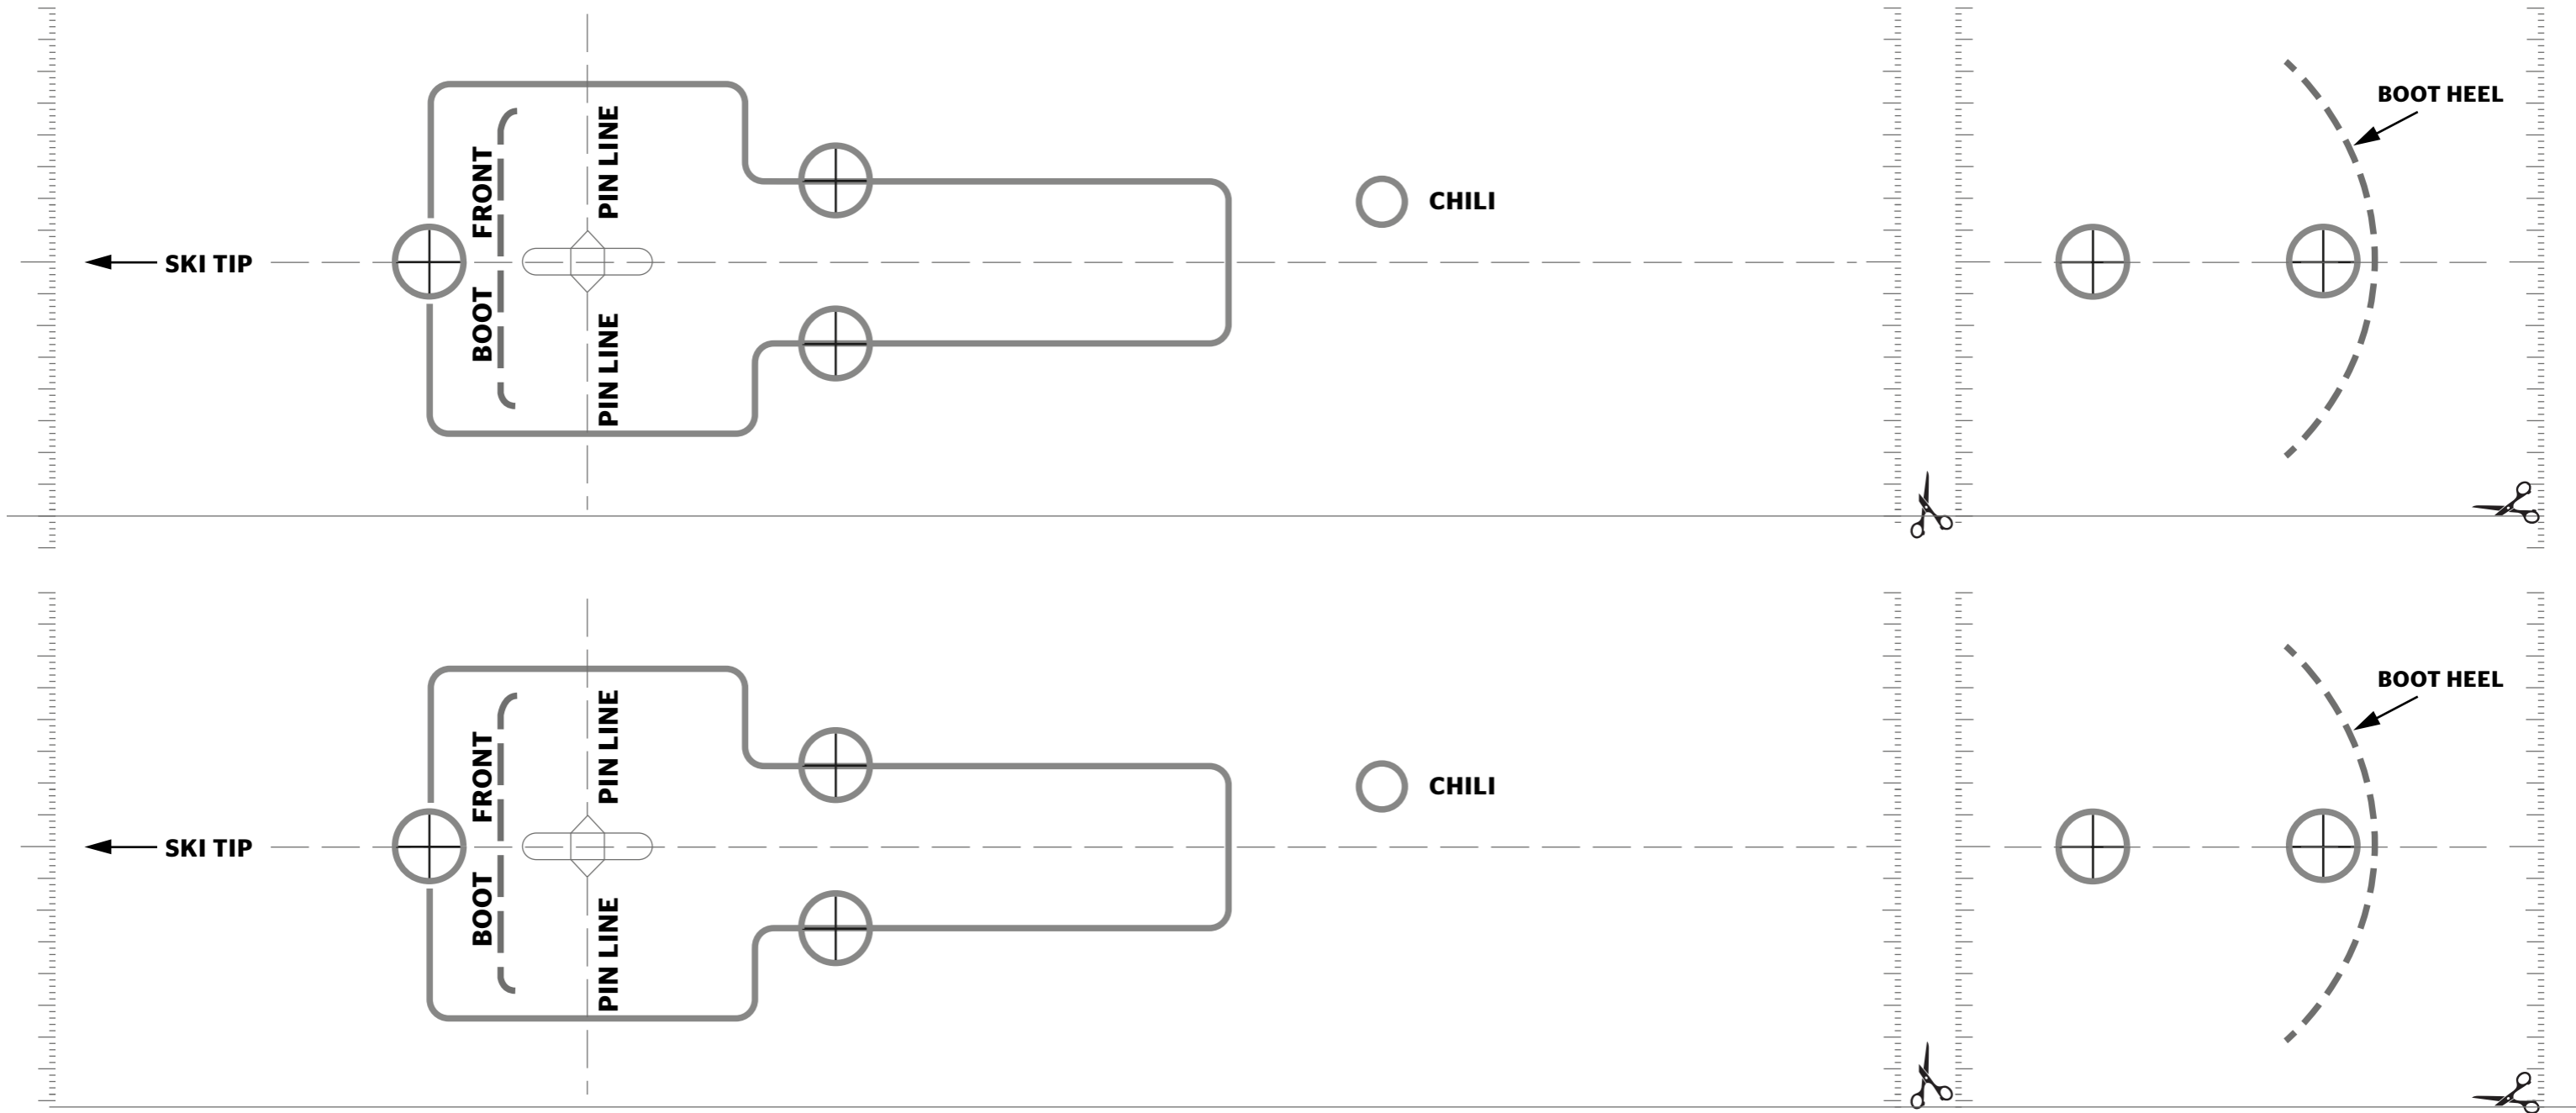 BOOT HEEL
PIN LINE
FRONT
CHILI
SKI TIP
BOOT
PIN LINE
BOOT HEEL
PIN LINE
FRONT
CHILI
SKI TIP
BOOT
PIN LINE